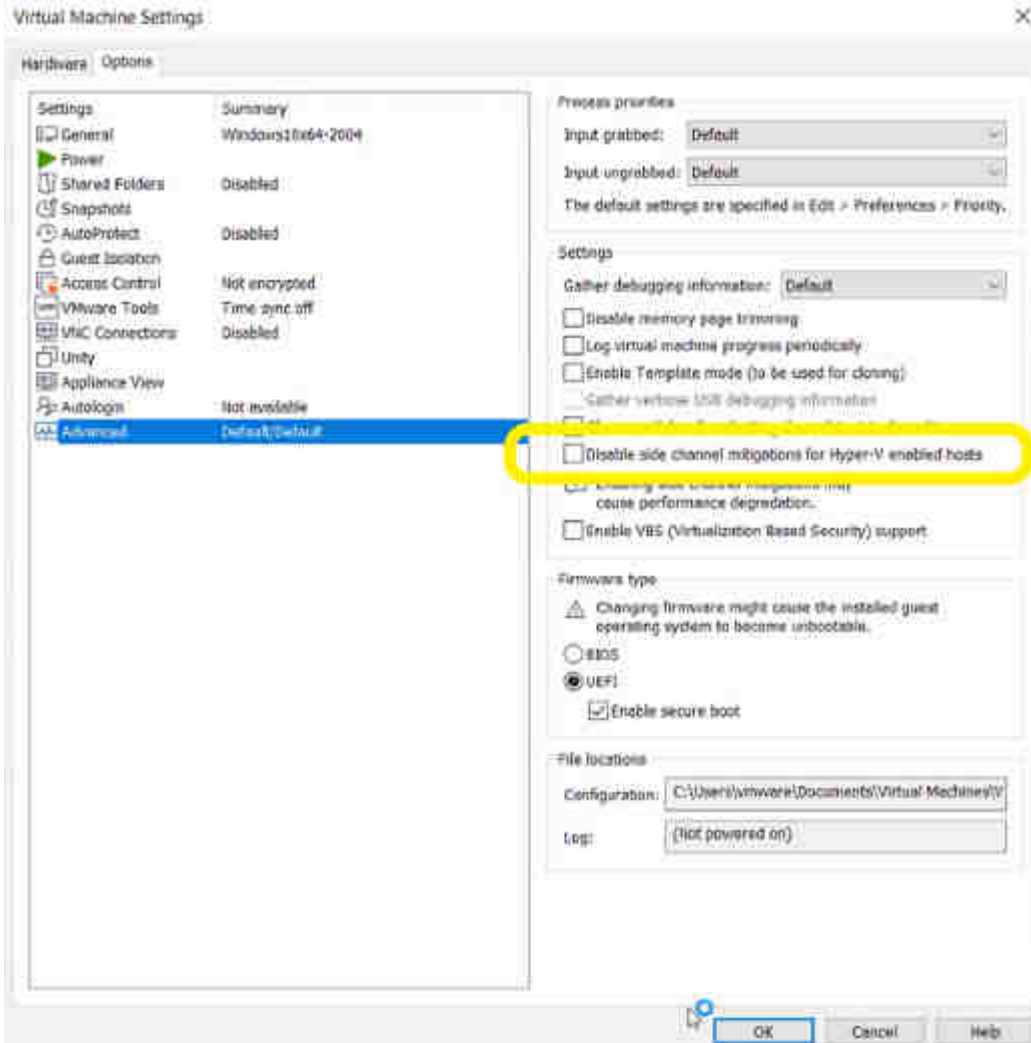 Virtual Machine Settings
Hardware Options
Settings Summary
General Windows10x64-2004
Power
Shared Folders Disabled
Snapshots
AutoProtect Disabled
Guest Isolation
Access Control Not encrypted
VMware Tools Time sync off
VNC Connections Disabled
Unity
Appliance View
Autologin Not available
Advanced Default/Default
Process priorities
Input grabbed: Default
Input ungrabbed: Default
The default settings are specified in Edit > Preferences > Priority.
Settings
Gather debugging information: Default
Disable memory page trimming
Log virtual machine progress periodically
Enable Template mode (to be used for cloning)
Gather verbose USB debugging information
Disable side channel mitigations for Hyper-V enabled hosts
Enabling side channel mitigations may
cause performance degradation.
Enable VBS (Virtualization Based Security) support
Firmware type
Changing firmware might cause the installed guest
operating system to become unbootable.
BIOS
UEFI
Enable secure boot
File locations
Configuration: C:\Users\vmware\Documents\Virtual Machines\
Log: (Not powered on)
OK Cancel Help